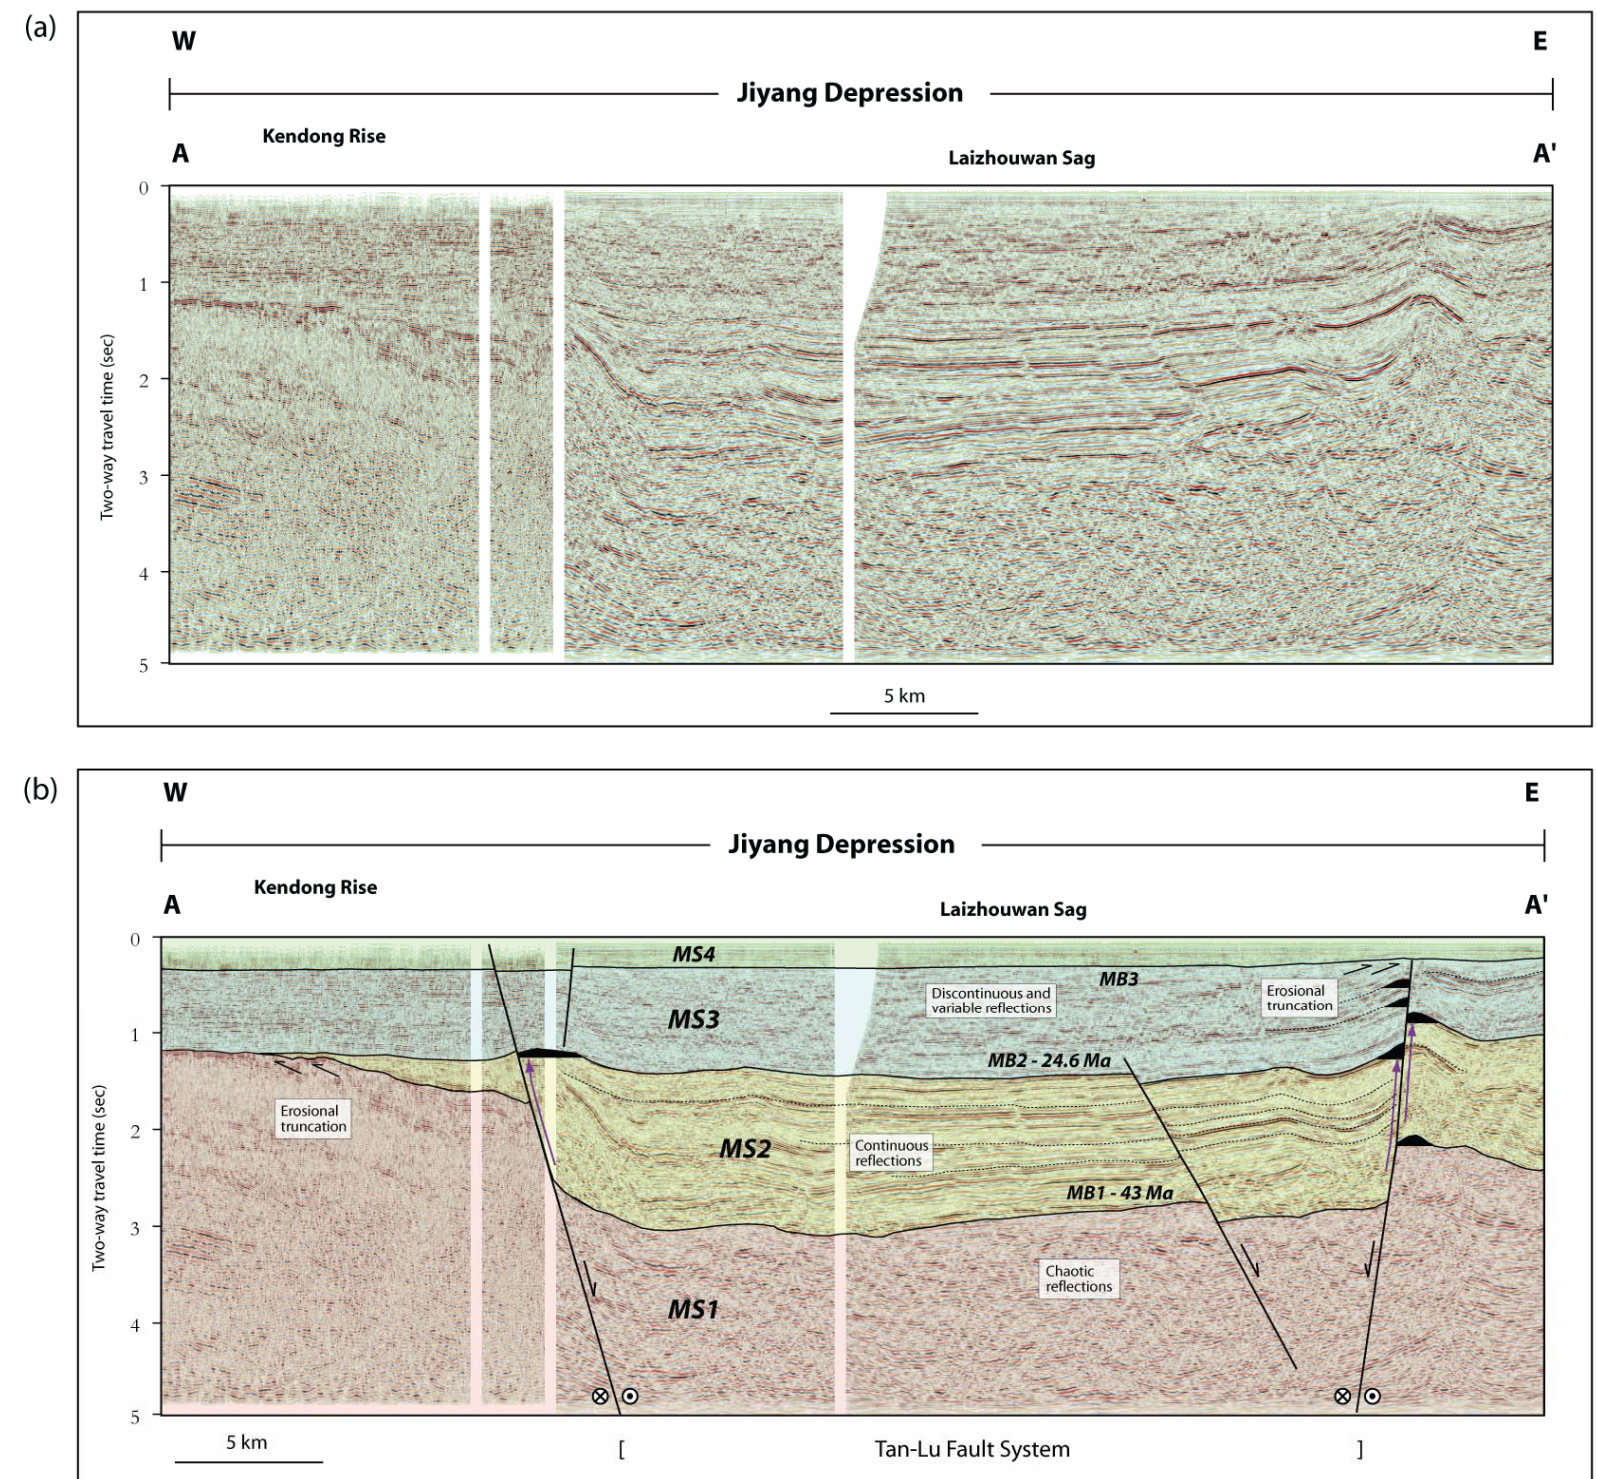 (a)
W
E
Jiyang Depression
Kendong Rise
A
Laizhouwan Sag
A'
0
1
2
3
4
5
Two-way travel time (sec)
5 km
(b)
W
E
Jiyang Depression
Kendong Rise
A
Laizhouwan Sag
A'
0
1
2
3
4
5
Two-way travel time (sec)
MS4
MB3
Discontinuous and
variable reflections
Erosional
truncation
MS3
MB2 - 24.6 Ma
Erosional
truncation
MS2
Continuous
reflections
MB1 - 43 Ma
Chaotic
reflections
MS1
5 km
[ Tan-Lu Fault System ]